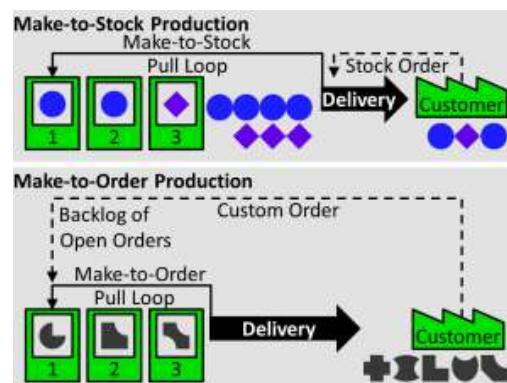 Make-to-Stock Production
Make-to-Stock
Pull Loop
Stock Order
Delivery
Customer
1
2
3
Make-to-Order Production
Backlog of
Open Orders
Custom Order
Make-to-Order
Pull Loop
Delivery
Customer
1
2
3